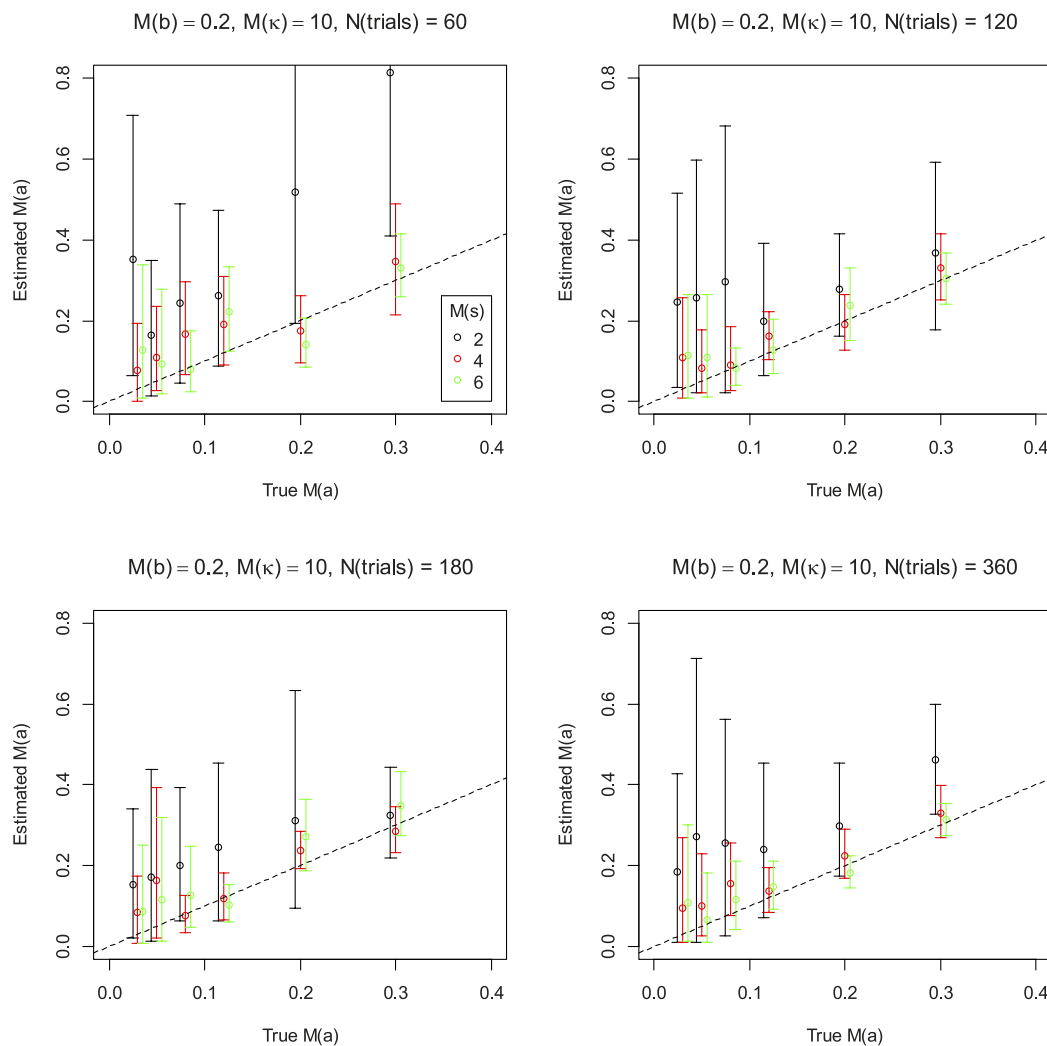 M(b) = 0.2, M(κ) = 10, N(trials) = 60
Estimated M(a)
0.8
0.6
0.4
0.2
0.0
M(s)
2
4
6
0.0 0.1 0.2 0.3 0.4
True M(a)
M(b) = 0.2, M(κ) = 10, N(trials) = 120
Estimated M(a)
0.8
0.6
0.4
0.2
0.0
0.0 0.1 0.2 0.3 0.4
True M(a)
M(b) = 0.2, M(κ) = 10, N(trials) = 180
Estimated M(a)
0.8
0.6
0.4
0.2
0.0
0.0 0.1 0.2 0.3 0.4
True M(a)
M(b) = 0.2, M(κ) = 10, N(trials) = 360
Estimated M(a)
0.8
0.6
0.4
0.2
0.0
0.0 0.1 0.2 0.3 0.4
True M(a)